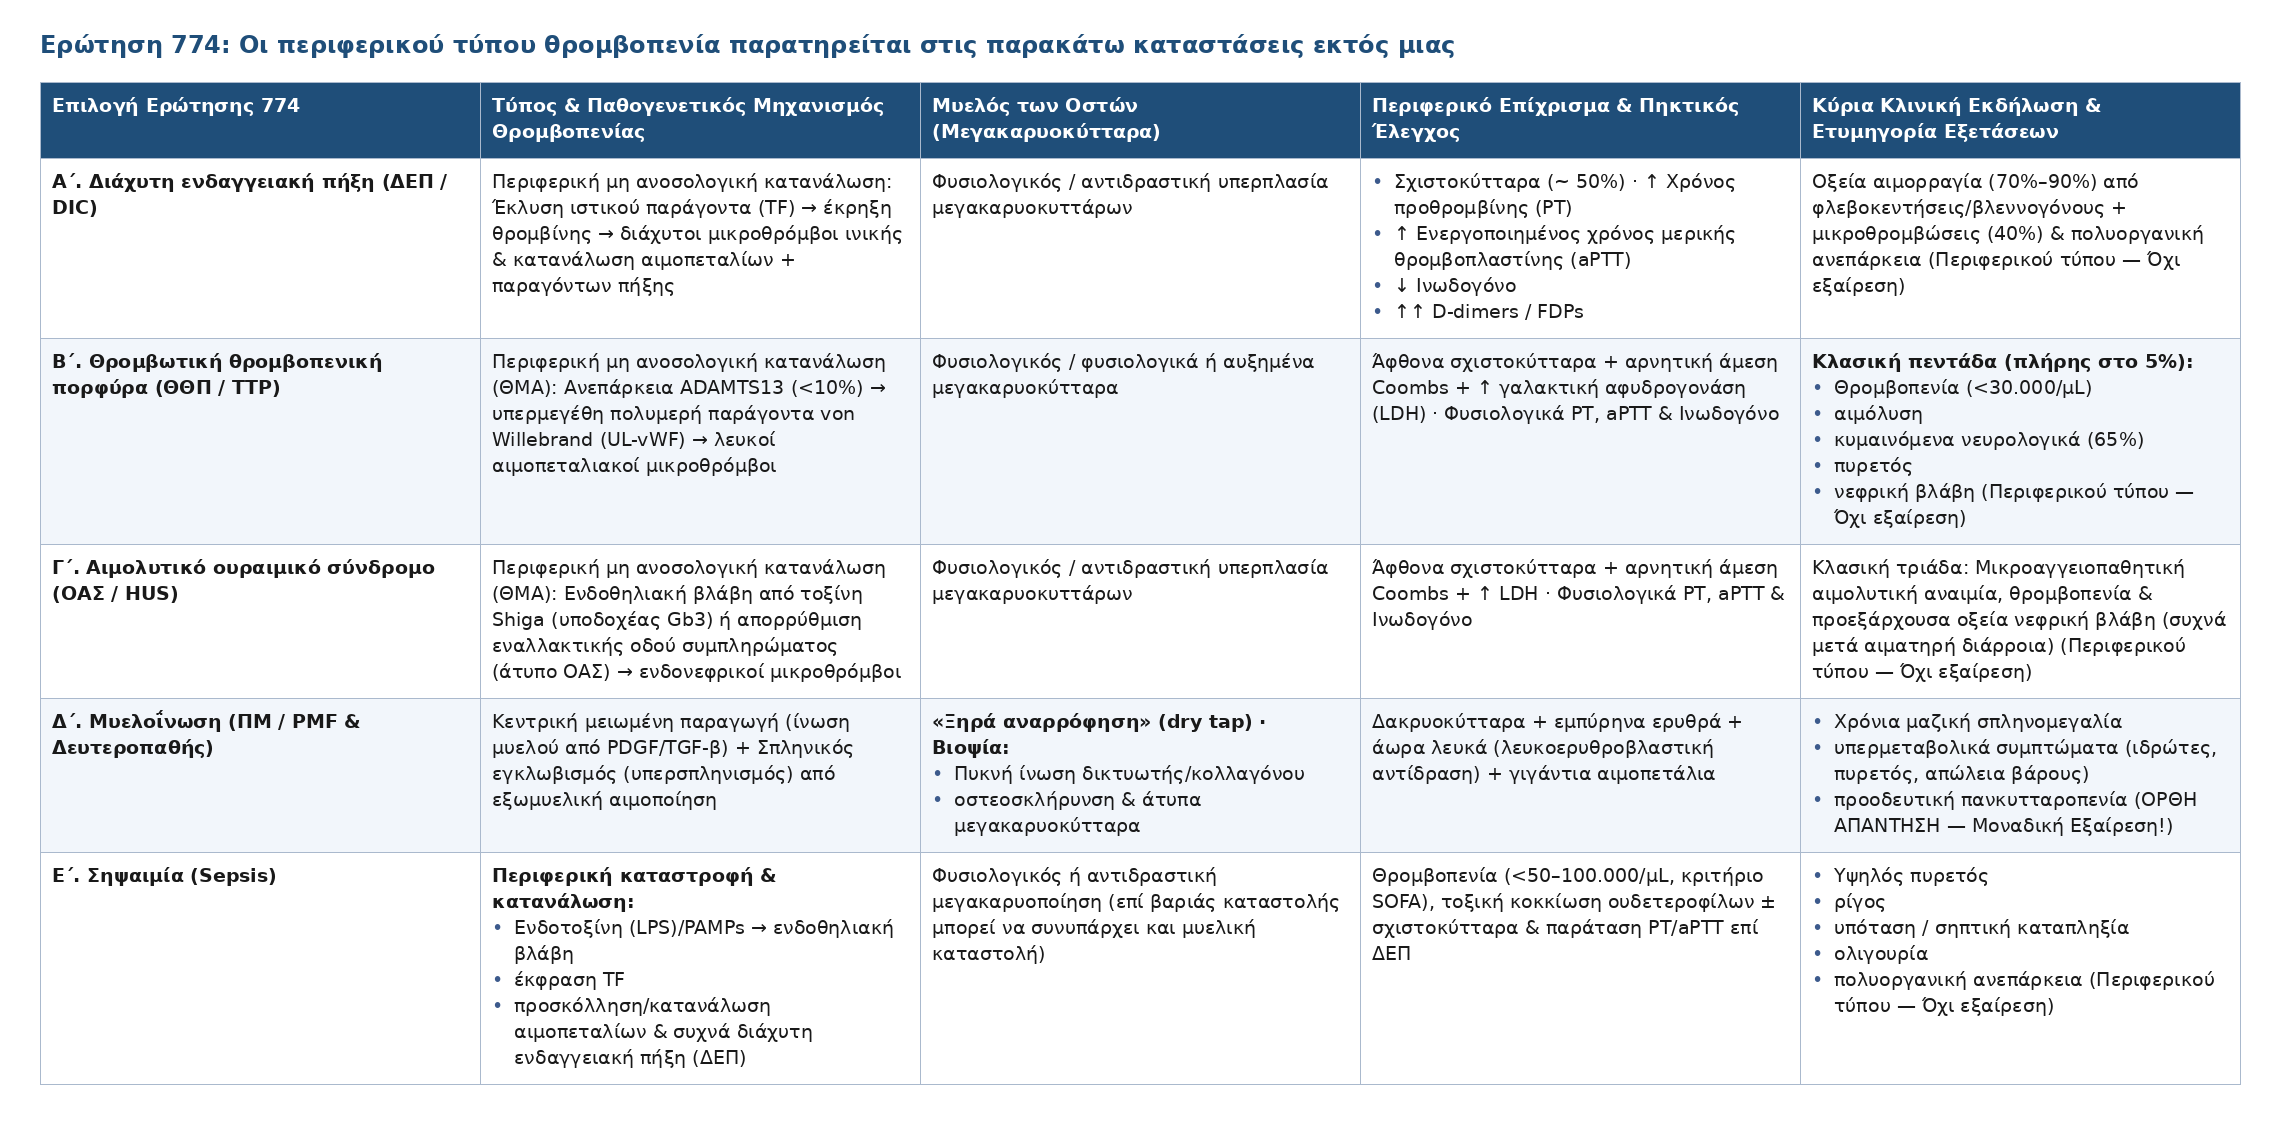 Ερώτηση 774: Οι περιφερικού τύπου θρομβοπενία παρατηρείται στις παρακάτω καταστάσεις εκτός μιας
Επιλογή Ερώτησης 774
Τύπος & Παθογενετικός Μηχανισμός
Θρομβοπενίας
Μυελός των Οστών
(Μεγακαρυοκύτταρα)
Περιφερικό Επίχρισμα & Πηκτικός
Έλεγχος
Κύρια Κλινική Εκδήλωση &
Ετυμηγορία Εξετάσεων
Α΄. Διάχυτη ενδαγγειακή πήξη (ΔΕΠ /
DIC)
Περιφερική μη ανοσολογική κατανάλωση:
Έκλυση ιστικού παράγοντα (TF) → έκρηξη
θρομβίνης → διάχυτοι μικροθρόμβοι ινικής
& κατανάλωση αιμοπεταλίων +
παραγόντων πήξης
Φυσιολογικός / αντιδραστική υπερπλασία
μεγακαρυοκυττάρων
• Σχιστοκύτταρα (~ 50%) · ↑ Χρόνος
προθρομβίνης (PT)
• ↑ Ενεργοποιημένος χρόνος μερικής
θρομβοπλαστίνης (aPTT)
• ↓ Ινωδογόνο
• ↑↑ D-dimers / FDPs
Οξεία αιμορραγία (70%–90%) από
φλεβοκεντήσεις/βλεννογόνους +
μικροθρομβώσεις (40%) & πολυοργανική
ανεπάρκεια (Περιφερικού τύπου — Όχι
εξαίρεση)
Β΄. Θρομβωτική θρομβοπενική
πορφύρα (ΘΘΠ / TTP)
Περιφερική μη ανοσολογική κατανάλωση
(ΘΜΑ): Ανεπάρκεια ADAMTS13 (<10%) →
υπερμεγέθη πολυμερή παράγοντα von
Willebrand (UL-vWF) → λευκοί
αιμοπεταλιακοί μικροθρόμβοι
Φυσιολογικός / φυσιολογικά ή αυξημένα
μεγακαρυοκύτταρα
Άφθονα σχιστοκύτταρα + αρνητική άμεση
Coombs + ↑ γαλακτική αφυδρογονάση
(LDH) · Φυσιολογικά PT, aPTT & Ινωδογόνο
Κλασική πεντάδα (πλήρης στο 5%):
• Θρομβοπενία (<30.000/μL)
• αιμόλυση
• κυμαινόμενα νευρολογικά (65%)
• πυρετός
• νεφρική βλάβη (Περιφερικού τύπου —
Όχι εξαίρεση)
Γ΄. Αιμολυτικό ουραιμικό σύνδρομο
(ΟΑΣ / HUS)
Περιφερική μη ανοσολογική κατανάλωση
(ΘΜΑ): Ενδοθηλιακή βλάβη από τοξίνη
Shiga (υποδοχέας Gb3) ή απορρύθμιση
εναλλακτικής οδού συμπληρώματος
(άτυπο ΟΑΣ) → ενδονεφρικοί μικροθρόμβοι
Φυσιολογικός / αντιδραστική υπερπλασία
μεγακαρυοκυττάρων
Άφθονα σχιστοκύτταρα + αρνητική άμεση
Coombs + ↑ LDH · Φυσιολογικά PT, aPTT &
Ινωδογόνο
Κλασική τριάδα: Μικροαγγειοπαθητική
αιμολυτική αναιμία, θρομβοπενία &
προεξάρχουσα οξεία νεφρική βλάβη (συχνά
μετά αιματηρή διάρροια) (Περιφερικού
τύπου — Όχι εξαίρεση)
Δ΄. Μυελοΐνωση (ΠΜ / PMF &
Δευτεροπαθής)
Κεντρική μειωμένη παραγωγή (ίνωση
μυελού από PDGF/TGF-β) + Σπληνικός
εγκλωβισμός (υπερσπληνισμός) από
εξωμυελική αιμοποίηση
«Ξηρά αναρρόφηση» (dry tap) ·
Βιοψία:
• Πυκνή ίνωση δικτυωτής/κολλαγόνου
• οστεοσκλήρυνση & άτυπα
μεγακαρυοκύτταρα
Δακρυοκύτταρα + εμπύρηνα ερυθρά +
άωρα λευκά (λευκοερυθροβλαστική
αντίδραση) + γιγάντια αιμοπετάλια
• Χρόνια μαζική σπληνομεγαλία
• υπερμεταβολικά συμπτώματα (ιδρώτες,
πυρετός, απώλεια βάρους)
• προοδευτική πανκυτταροπενία (ΟΡΘΗ
ΑΠΑΝΤΗΣΗ — Μοναδική Εξαίρεση!)
Ε΄. Σηψαιμία (Sepsis)
Περιφερική καταστροφή &
κατανάλωση:
• Ενδοτοξίνη (LPS)/PAMPs → ενδοθηλιακή
βλάβη
• έκφραση TF
• προσκόλληση/κατανάλωση
αιμοπεταλίων & συχνά διάχυτη
ενδαγγειακή πήξη (ΔΕΠ)
Φυσιολογικός ή αντιδραστική
μεγακαρυοποίηση (επί βαριάς καταστολής
μπορεί να συνυπάρχει και μυελική
καταστολή)
Θρομβοπενία (<50–100.000/μL, κριτήριο
SOFA), τοξική κοκκίωση ουδετεροφίλων ±
σχιστοκύτταρα & παράταση PT/aPTT επί
ΔΕΠ
• Υψηλός πυρετός
• ρίγος
• υπόταση / σηπτική καταπληξία
• ολιγουρία
• πολυοργανική ανεπάρκεια (Περιφερικού
τύπου — Όχι εξαίρεση)